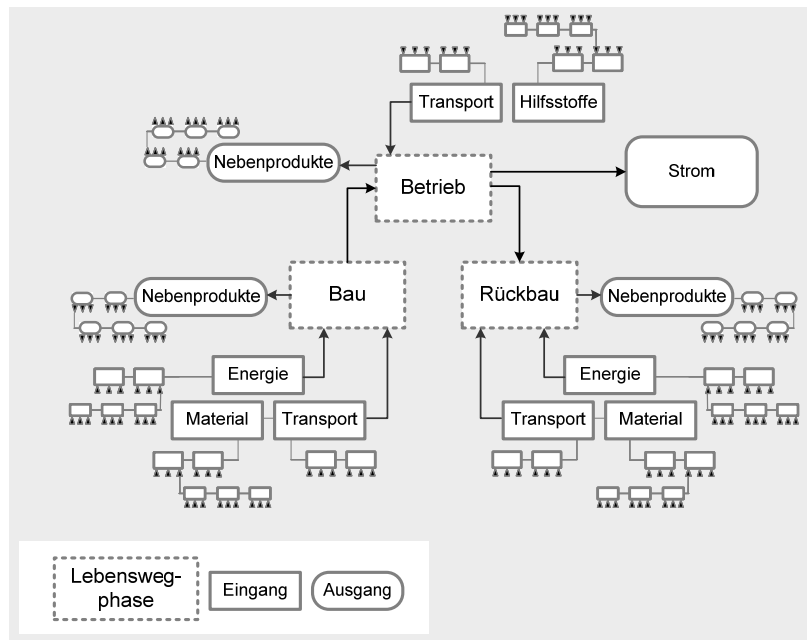 Transport
Hilfsstoffe
Nebenprodukte
Betrieb
Strom
Nebenprodukte
Bau
Rückbau
Nebenprodukte
Energie
Energie
Material
Transport
Transport
Material
Lebensweg-
phase
Eingang
Ausgang